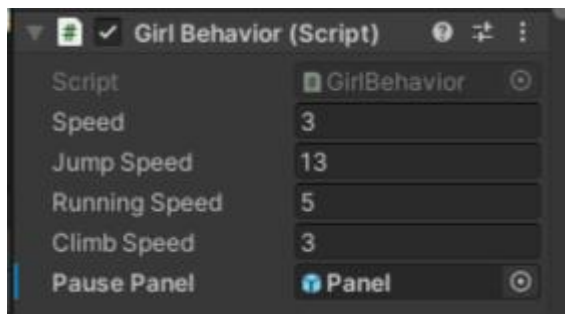 Girl Behavior (Script)
Script GirlBehavior
Speed 3
Jump Speed 13
Running Speed 5
Climb Speed 3
Pause Panel Panel